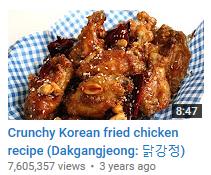 8:47
Crunchy Korean fried chicken
recipe (Dakgangjeong: 닭강정)
7,605,357 views • 3 years ago